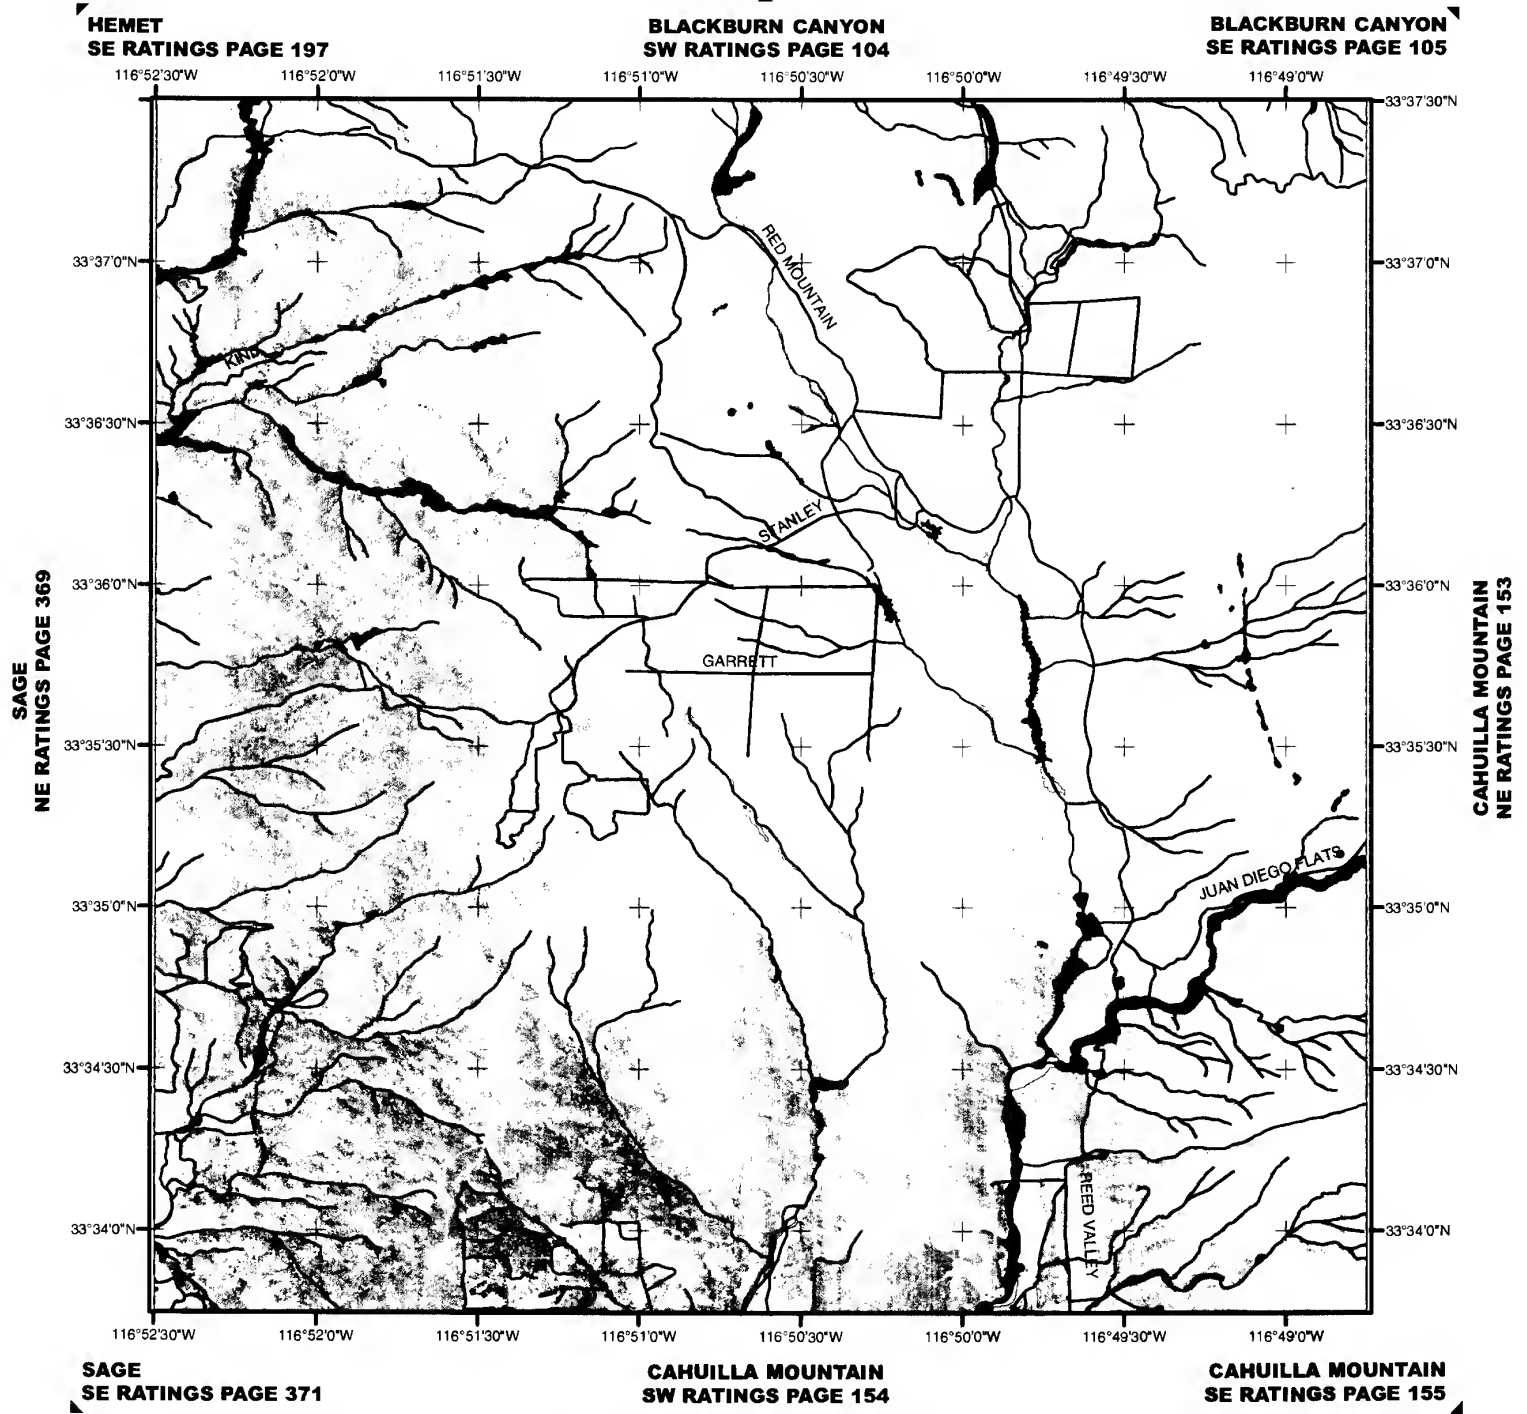 HEMET
SE RATINGS PAGE 197
BLACKBURN CANYON
SW RATINGS PAGE 104
BLACKBURN CANYON
SE RATINGS PAGE 105
116°52'30"W 116°52'0"W 116°51'30"W 116°51'0"W 116°50'30"W 116°50'0"W 116°49'30"W 116°49'0"W
33°37'30"N
RED MOUNTAIN
33°37'0"N 33°37'0"N
KING
33°36'30"N 33°36'30"N
STANLEY
33°36'0"N 33°36'0"N
SAGE
NE RATINGS PAGE 369
CAHUILLA MOUNTAIN
NE RATINGS PAGE 153
GARRETT
33°35'30"N 33°35'30"N
JUAN DIEGO FLATS
33°35'0"N 33°35'0"N
33°34'30"N 33°34'30"N
REED VALLEY
33°34'0"N 33°34'0"N
116°52'30"W 116°52'0"W 116°51'30"W 116°51'0"W 116°50'30"W 116°50'0"W 116°49'30"W 116°49'0"W
SAGE
SE RATINGS PAGE 371
CAHUILLA MOUNTAIN
SW RATINGS PAGE 154
CAHUILLA MOUNTAIN
SE RATINGS PAGE 155